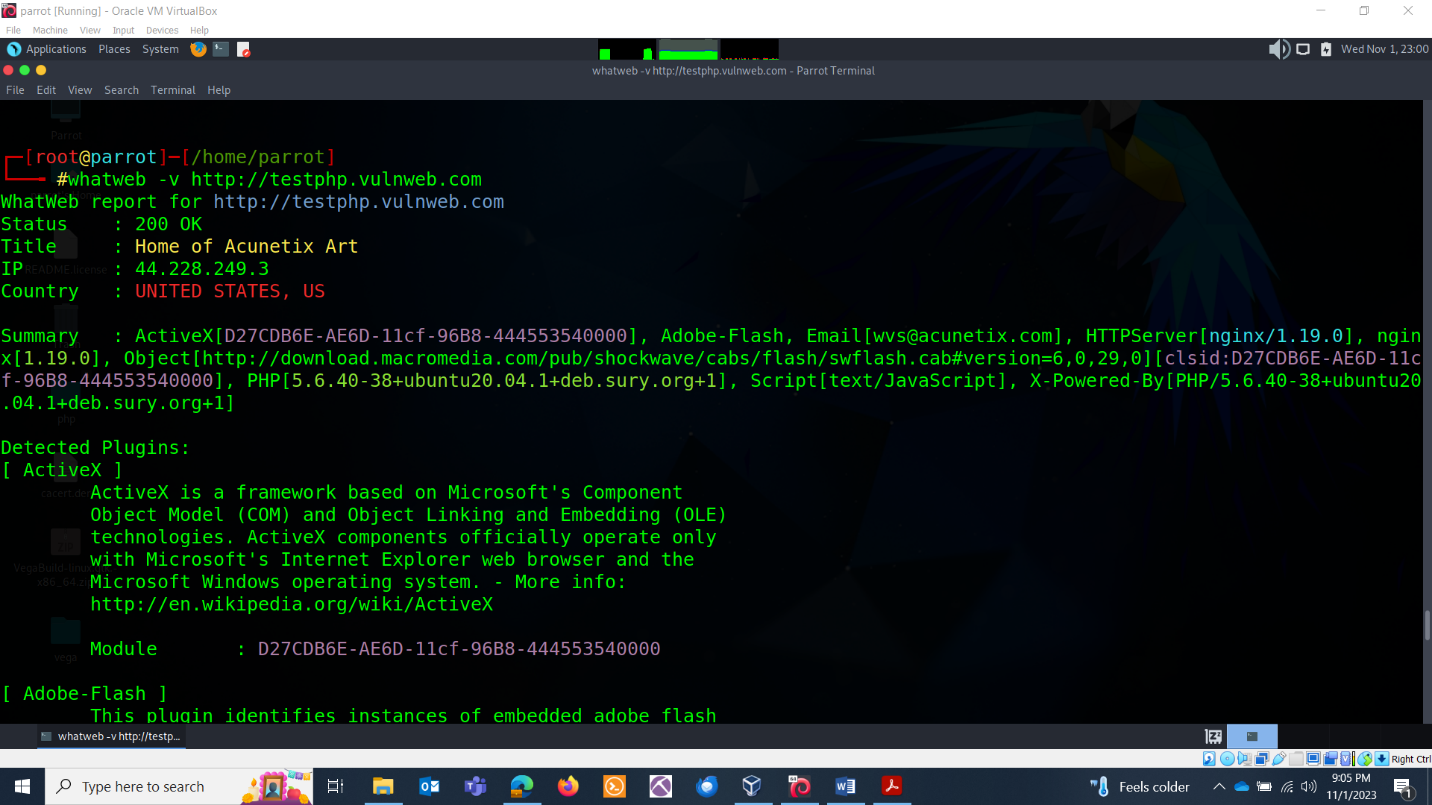 parrot [Running] - Oracle VM VirtualBox
File Machine View Input Devices Help
Applications Places System
Wed Nov 1, 23:00
whatweb -v http://testphp.vulnweb.com - Parrot Terminal
File Edit View Search Terminal Help
Parrot
[root@parrot]─[/home/parrot]
#whatweb -v http://testphp.vulnweb.com
WhatWeb report for http://testphp.vulnweb.com
Status : 200 OK
Title : Home of Acunetix Art
IP : 44.228.249.3
README.license
Country : UNITED STATES, US
Summary : ActiveX[D27CDB6E-AE6D-11cf-96B8-444553540000], Adobe-Flash, Email[wvs@acunetix.com], HTTPServer[nginx/1.19.0], ngin
x[1.19.0], Object[http://download.macromedia.com/pub/shockwave/cabs/flash/swflash.cab#version=6,0,29,0][clsid:D27CDB6E-AE6D-11c
f-96B8-444553540000], PHP[5.6.40-38+ubuntu20.04.1+deb.sury.org+1], Script[text/JavaScript], X-Powered-By[PHP/5.6.40-38+ubuntu20
.04.1+deb.sury.org+1]
php
Detected Plugins:
[ ActiveX ]
ActiveX is a framework based on Microsoft's Component
Object Model (COM) and Object Linking and Embedding (OLE)
technologies. ActiveX components officially operate only
with Microsoft's Internet Explorer web browser and the
Microsoft Windows operating system. - More info:
http://en.wikipedia.org/wiki/ActiveX
Module : D27CDB6E-AE6D-11cf-96B8-444553540000
vega
[ Adobe-Flash ]
This plugin identifies instances of embedded adobe flash
whatweb -v http://testp...
Right Ctrl
Type here to search
Feels colder
9:05 PM
11/1/2023
1